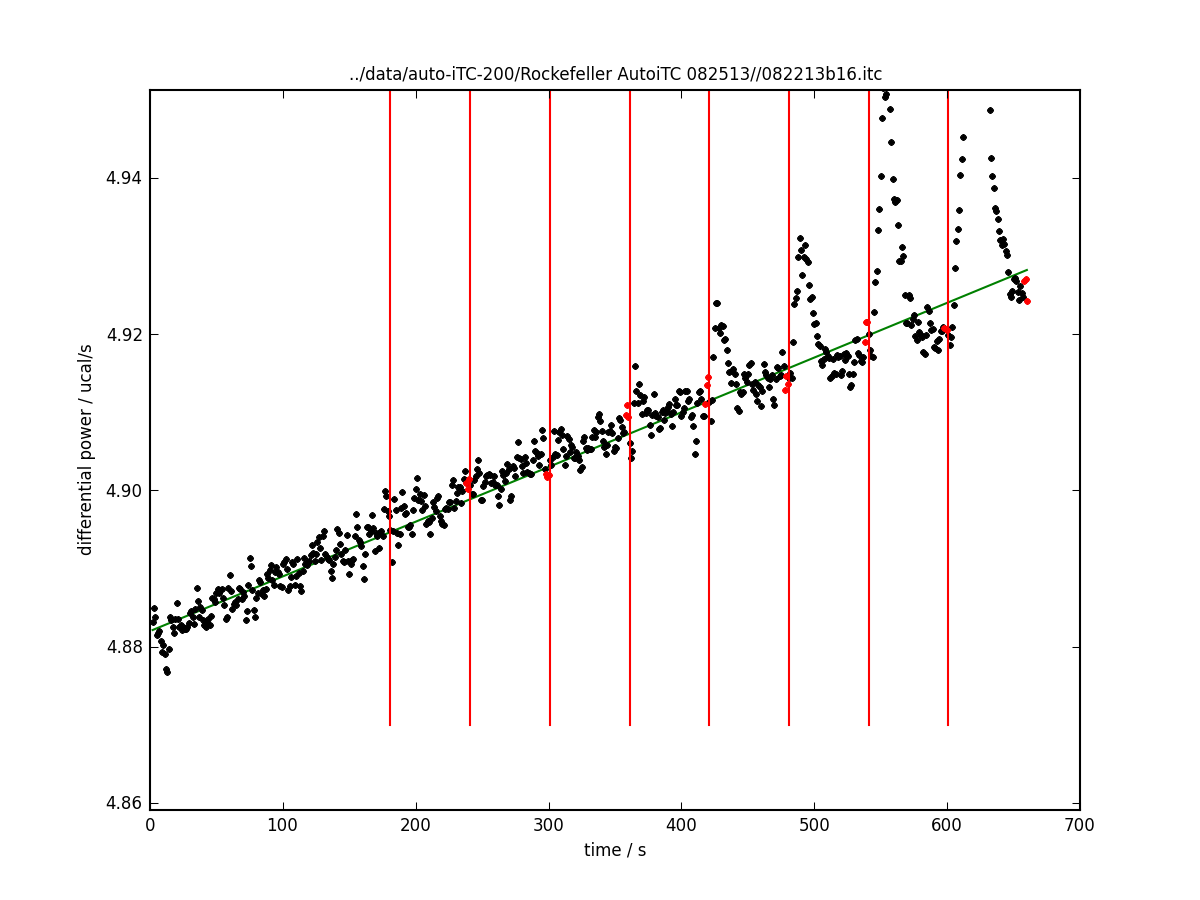 ../data/auto-iTC-200/Rockefeller AutoiTC 082513//082213b16.itc
differential power / ucal/s
4.94
4.92
4.90
4.88
4.86
0 100 200 300 400 500 600 700
time / s